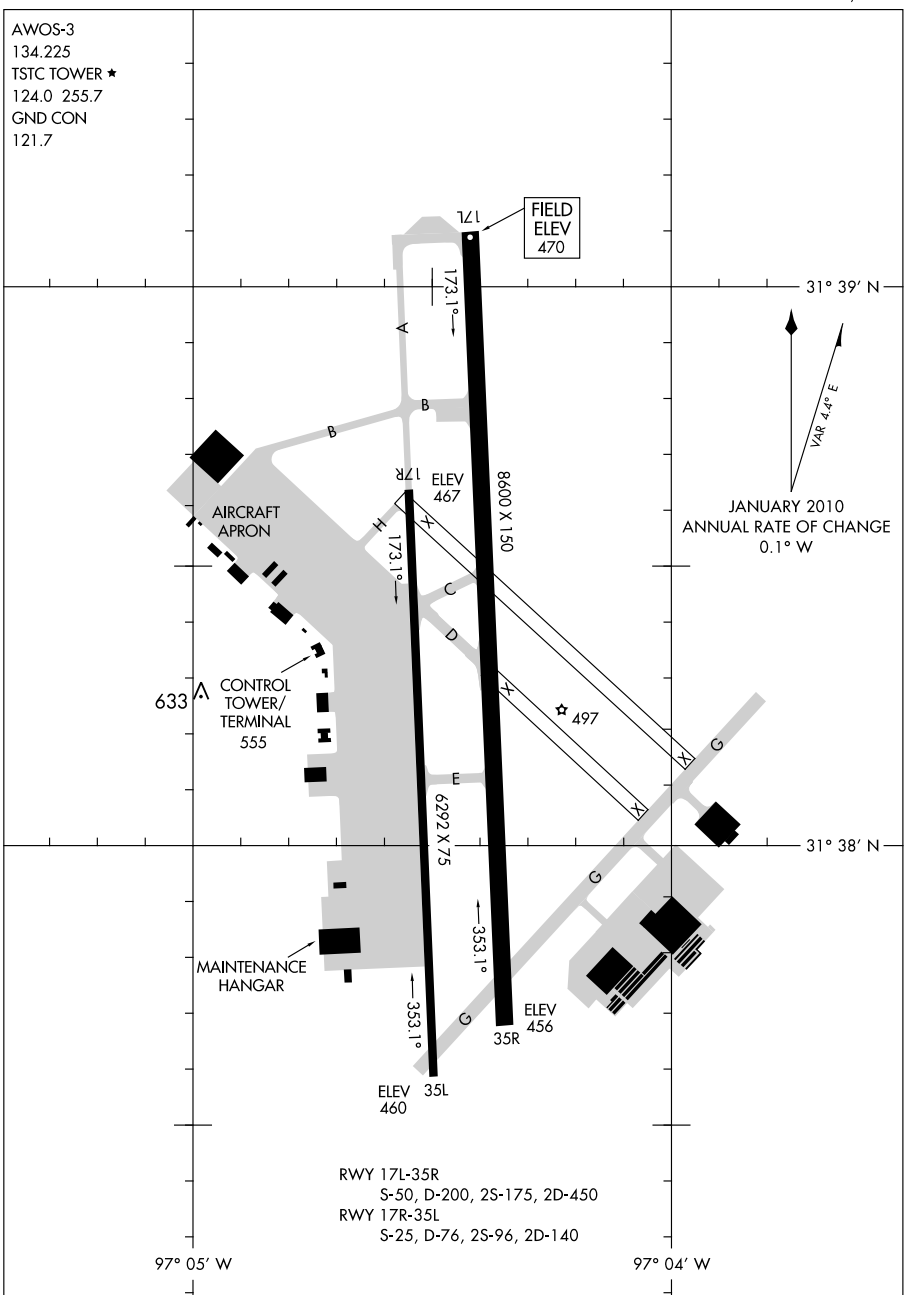 AWOS-3
134.225
TSTC TOWER ★
124.0 255.7
GND CON
121.7
17L
FIELD
ELEV
470
173.1°
31° 39' N
A
VAR 4.4° E
B
B
17R
ELEV
467
8600 X 150
JANUARY 2010
ANNUAL RATE OF CHANGE
0.1° W
AIRCRAFT
APRON
H
X
173.1°
C
D
633
CONTROL
TOWER/
TERMINAL
555
X
497
G
X
E
6292 X 75
X
31° 38' N
G
353.1°
MAINTENANCE
HANGAR
353.1°
G
ELEV
456
35R
ELEV
460
35L
RWY 17L-35R
S-50, D-200, 2S-175, 2D-450
RWY 17R-35L
S-25, D-76, 2S-96, 2D-140
97° 05' W
97° 04' W